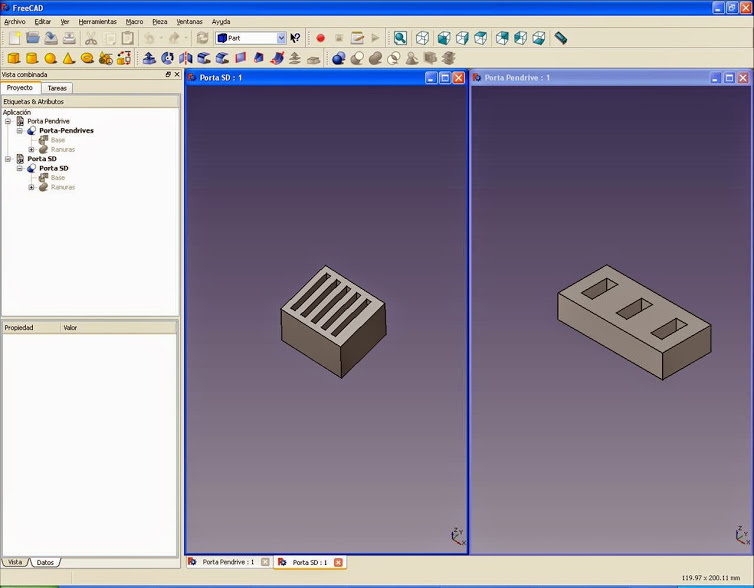 FreeCAD
Archivo Editar Ver Herramientas Macro Pieza Ventanas Ayuda
Part
Vista combinada
Proyecto Tareas
Etiquetas & Atributos
Aplicación
Porta Pendrive
Porta-Pendrives
Base
Ranuras
Porta SD
Porta SD
Base
Ranuras
Propiedad Valor
Vista Datos
Porta SD : 1
Z Y X
Porta Pendrive : 1
Z Y X
Porta Pendrive : 1 Porta SD : 1
119.97 x 200.11 mm